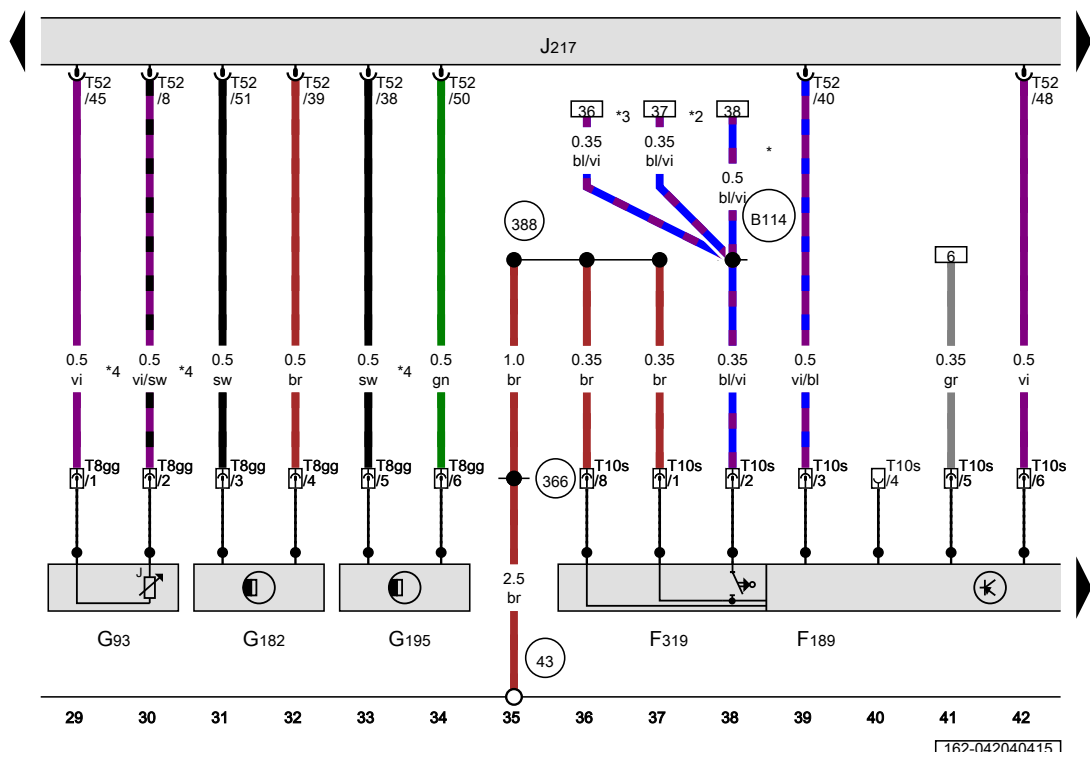 J217
T52 T52 T52 T52 T52 T52 T52 T52
/45 /8 /51 /39 /38 /50 /40 /48
36 *3 37 *2 38
0.35 0.35 *
bl/vi bl/vi
0.5
bl/vi
388 B114
6
0.5 0.5 0.5 0.5 0.5 0.5 1.0 0.35 0.35 0.35 0.5 0.35 0.5
vi *4 vi/sw *4 sw br sw *4 gn br br br bl/vi vi/bl gr vi
T8gg T8gg T8gg T8gg T8gg T8gg T10s T10s T10s T10s T10s T10s T10s
/1 /2 /3 /4 /5 /6 366 /8 /1 /2 /3 /4 /5 /6
J
2.5
br
G93 G182 G195 F319 F189
43
29 30 31 32 33 34 35 36 37 38 39 40 41 42
162-042040415